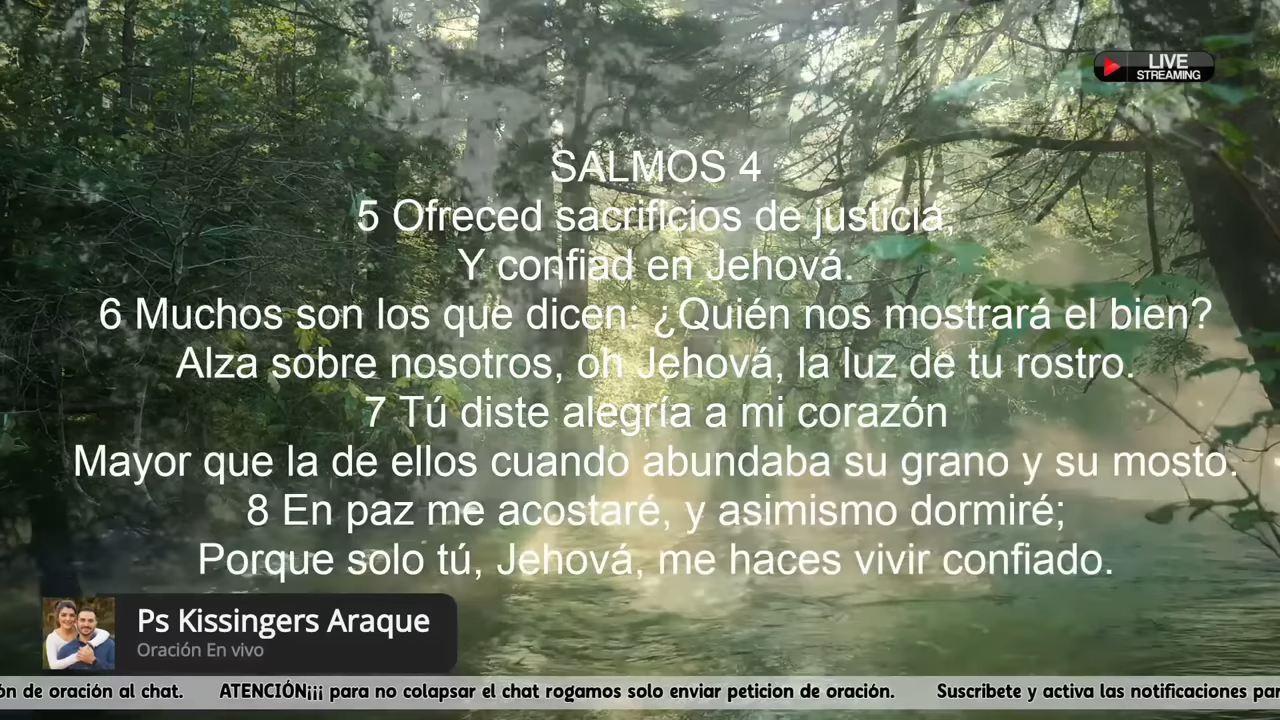 LIVE
STREAMING
SALMOS 4
5 Ofreced sacrificios de justicia,
Y confiad en Jehová.
6 Muchos son los que dicen: ¿Quién nos mostrará el bien?
Alza sobre nosotros, oh Jehová, la luz de tu rostro.
7 Tú diste alegría a mi corazón
Mayor que la de ellos cuando abundaba su grano y su mosto.
8 En paz me acostaré, y asimismo dormiré;
Porque solo tú, Jehová, me haces vivir confiado.
Ps Kissingers Araque
Oración En vivo
de oración al chat. ATENCIÓN¡¡¡ para no colapsar el chat rogamos solo enviar peticion de oración. Suscribete y activa las notificaciones